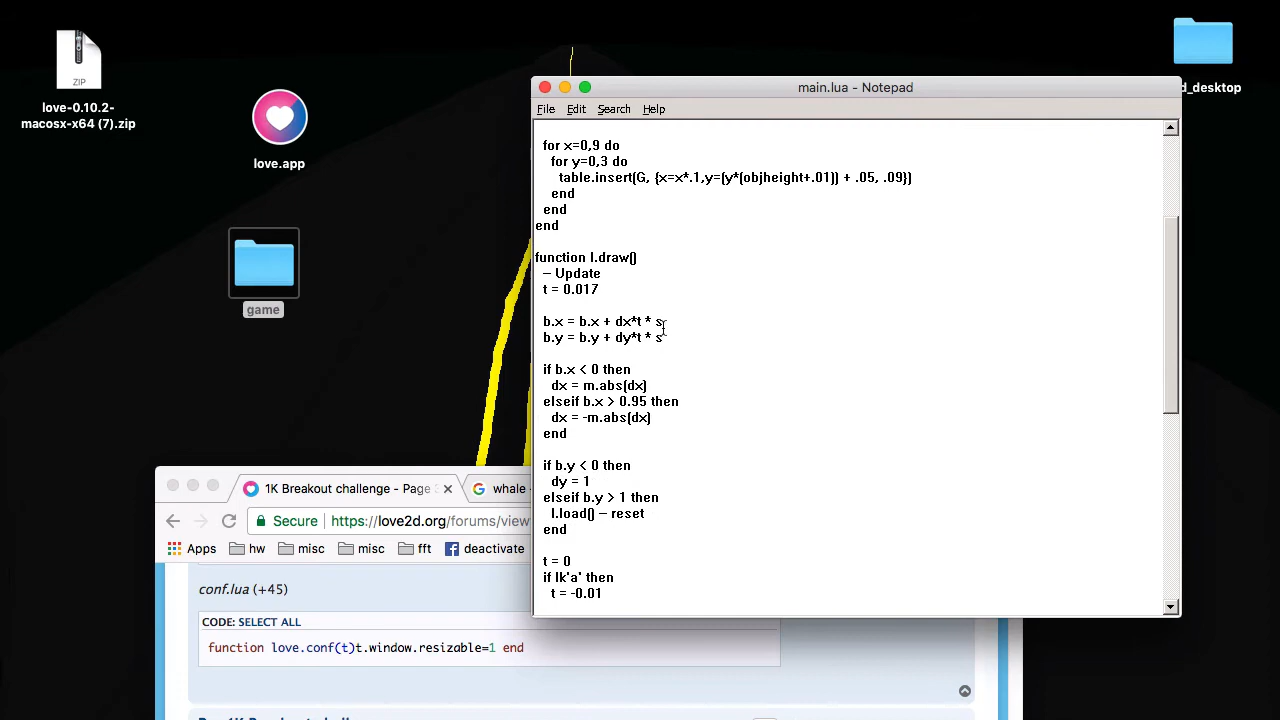 ZIP
love-0.10.2-
macosx-x64 (7).zip
love.app
game
d_desktop
main.lua - Notepad
File Edit Search Help
for x=0,9 do
for y=0,3 do
table.insert(G, {x=x*.1,y=(y*(objheight+.01)) + .05, .09})
end
end
end
function l.draw()
-- Update
t = 0.017
b.x = b.x + dx*t * s
b.y = b.y + dy*t * s
if b.x < 0 then
dx = m.abs(dx)
elseif b.x > 0.95 then
dx = -m.abs(dx)
end
if b.y < 0 then
dy = 1
elseif b.y > 1 then
l.load() -- reset
end
t = 0
if lk'a' then
t = -0.01
1K Breakout challenge - Page
whale -
Secure https://love2d.org/forums/view
Apps hw misc misc fft deactivate
conf.lua (+45)
CODE: SELECT ALL
function love.conf(t)t.window.resizable=1 end